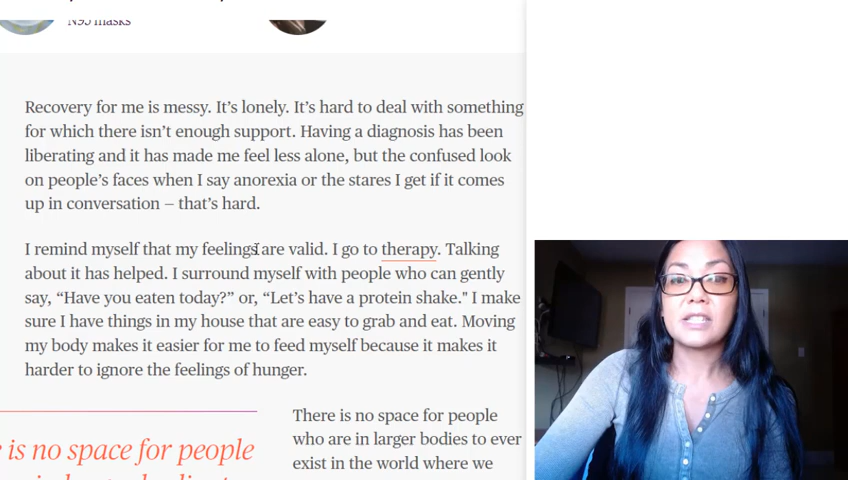 N95 masks
Recovery for me is messy. It’s lonely. It’s hard to deal with something
for which there isn’t enough support. Having a diagnosis has been
liberating and it has made me feel less alone, but the confused look
on people’s faces when I say anorexia or the stares I get if it comes
up in conversation — that’s hard.
I remind myself that my feelings are valid. I go to therapy. Talking
about it has helped. I surround myself with people who can gently
say, “Have you eaten today?” or, “Let’s have a protein shake." I make
sure I have things in my house that are easy to grab and eat. Moving
my body makes it easier for me to feed myself because it makes it
harder to ignore the feelings of hunger.
is no space for people
There is no space for people
who are in larger bodies to ever
exist in the world where we